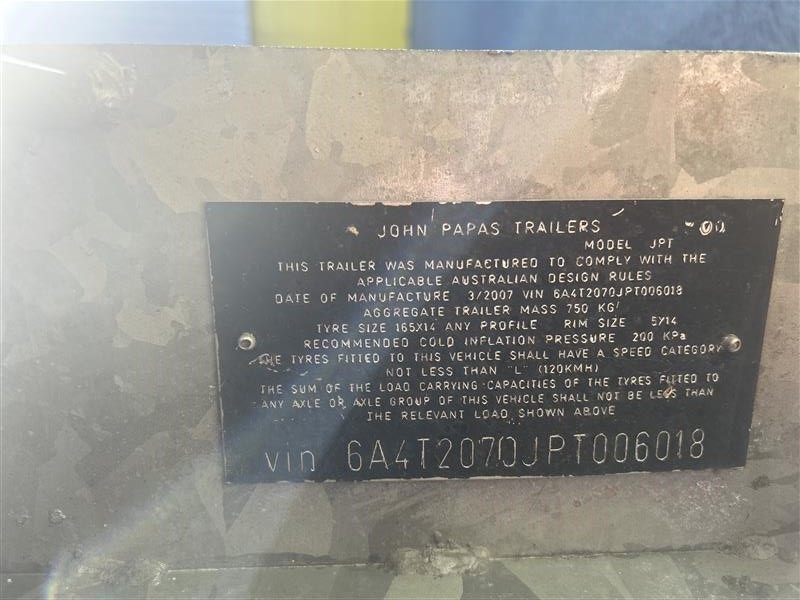 JOHN PAPAS TRAILERS
MODEL JPT
THIS TRAILER WAS MANUFACTURED TO COMPLY WITH THE
APPLICABLE AUSTRALIAN DESIGN RULES
DATE OF MANUFACTURE 3/2007 VIN 6A4T2070JPT006018
AGGREGATE TRAILER MASS 750 KG
TYRE SIZE 165X14 ANY PROFILE RIM SIZE 5X14
RECOMMENDED COLD INFLATION PRESSURE 200 KPa
THE TYRES FITTED TO THIS VEHICLE SHALL HAVE A SPEED CATEGORY
NOT LESS THAN "L" (120KMH)
THE SUM OF THE LOAD CARRYING CAPACITIES OF THE TYRES FITTED TO
ANY AXLE OR AXLE GROUP OF THIS VEHICLE SHALL NOT BE LESS THAN
THE RELEVANT LOAD SHOWN ABOVE
vin 6A4T2070JPT006018